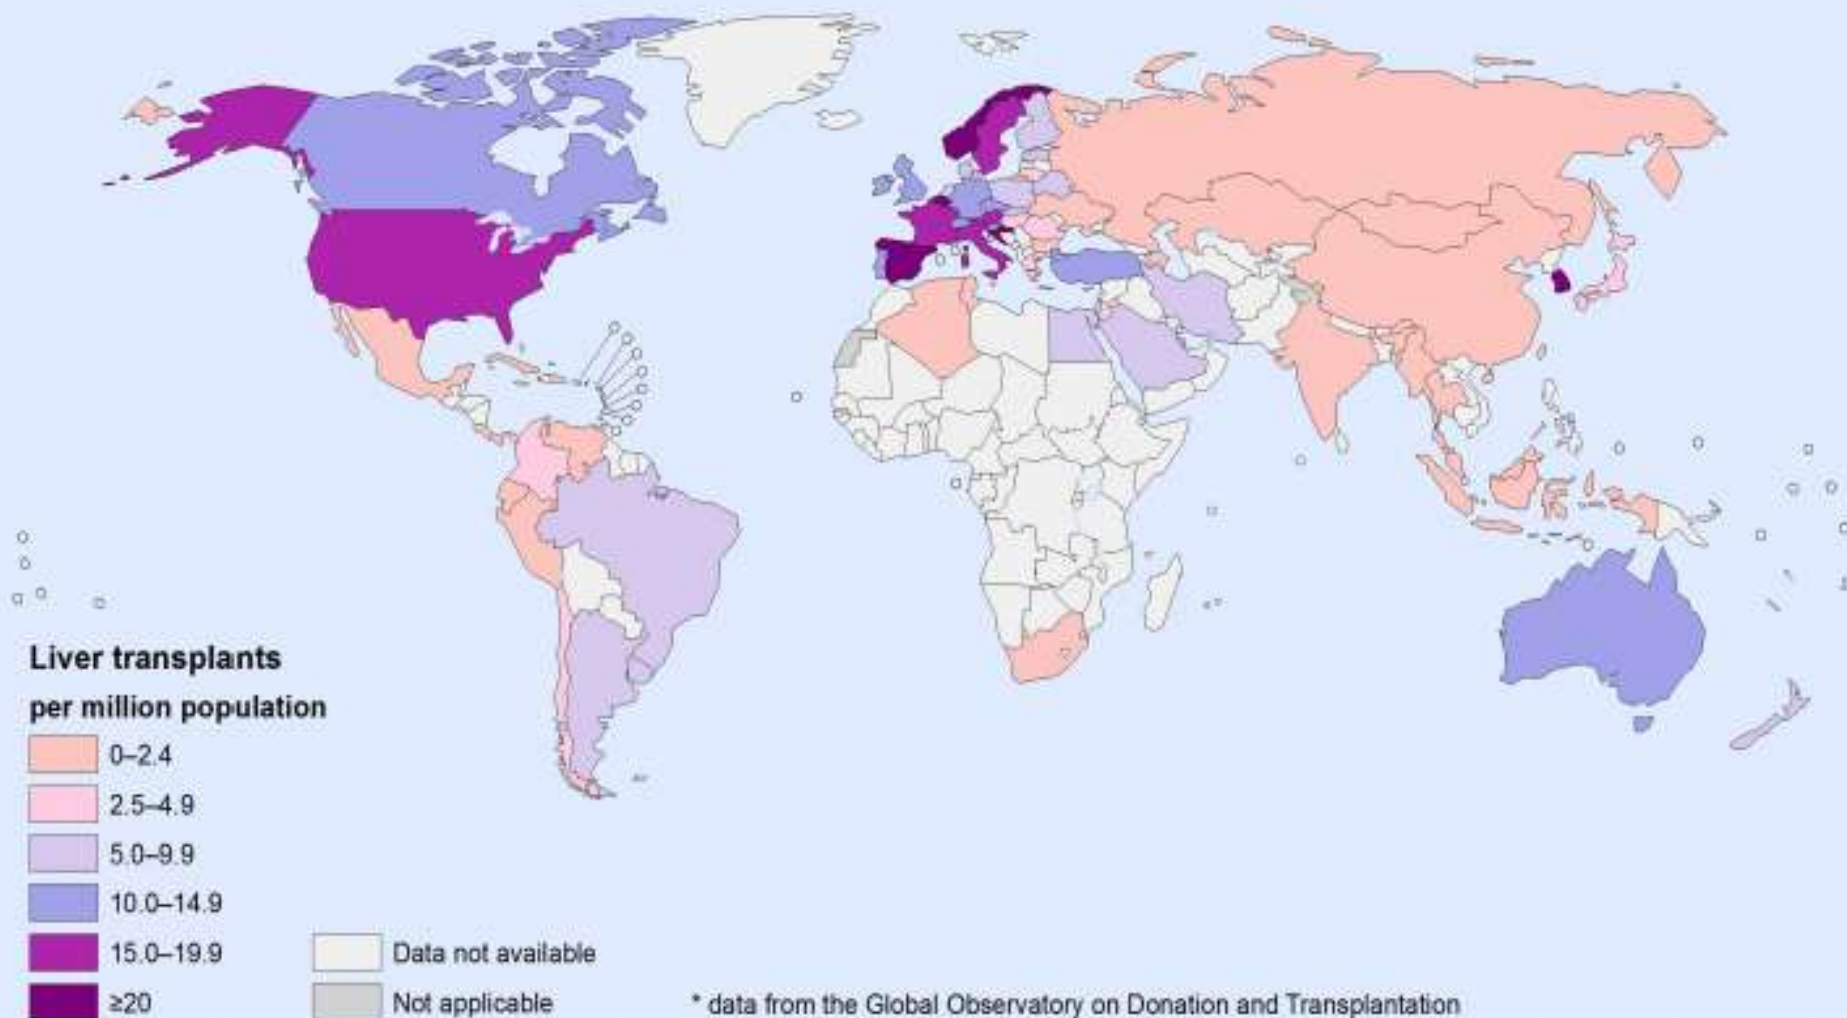 Liver transplants
per million population
0–2.4
2.5–4.9
5.0–9.9
10.0–14.9
15.0–19.9
≥20
Data not available
Not applicable
* data from the Global Observatory on Donation and Transplantation